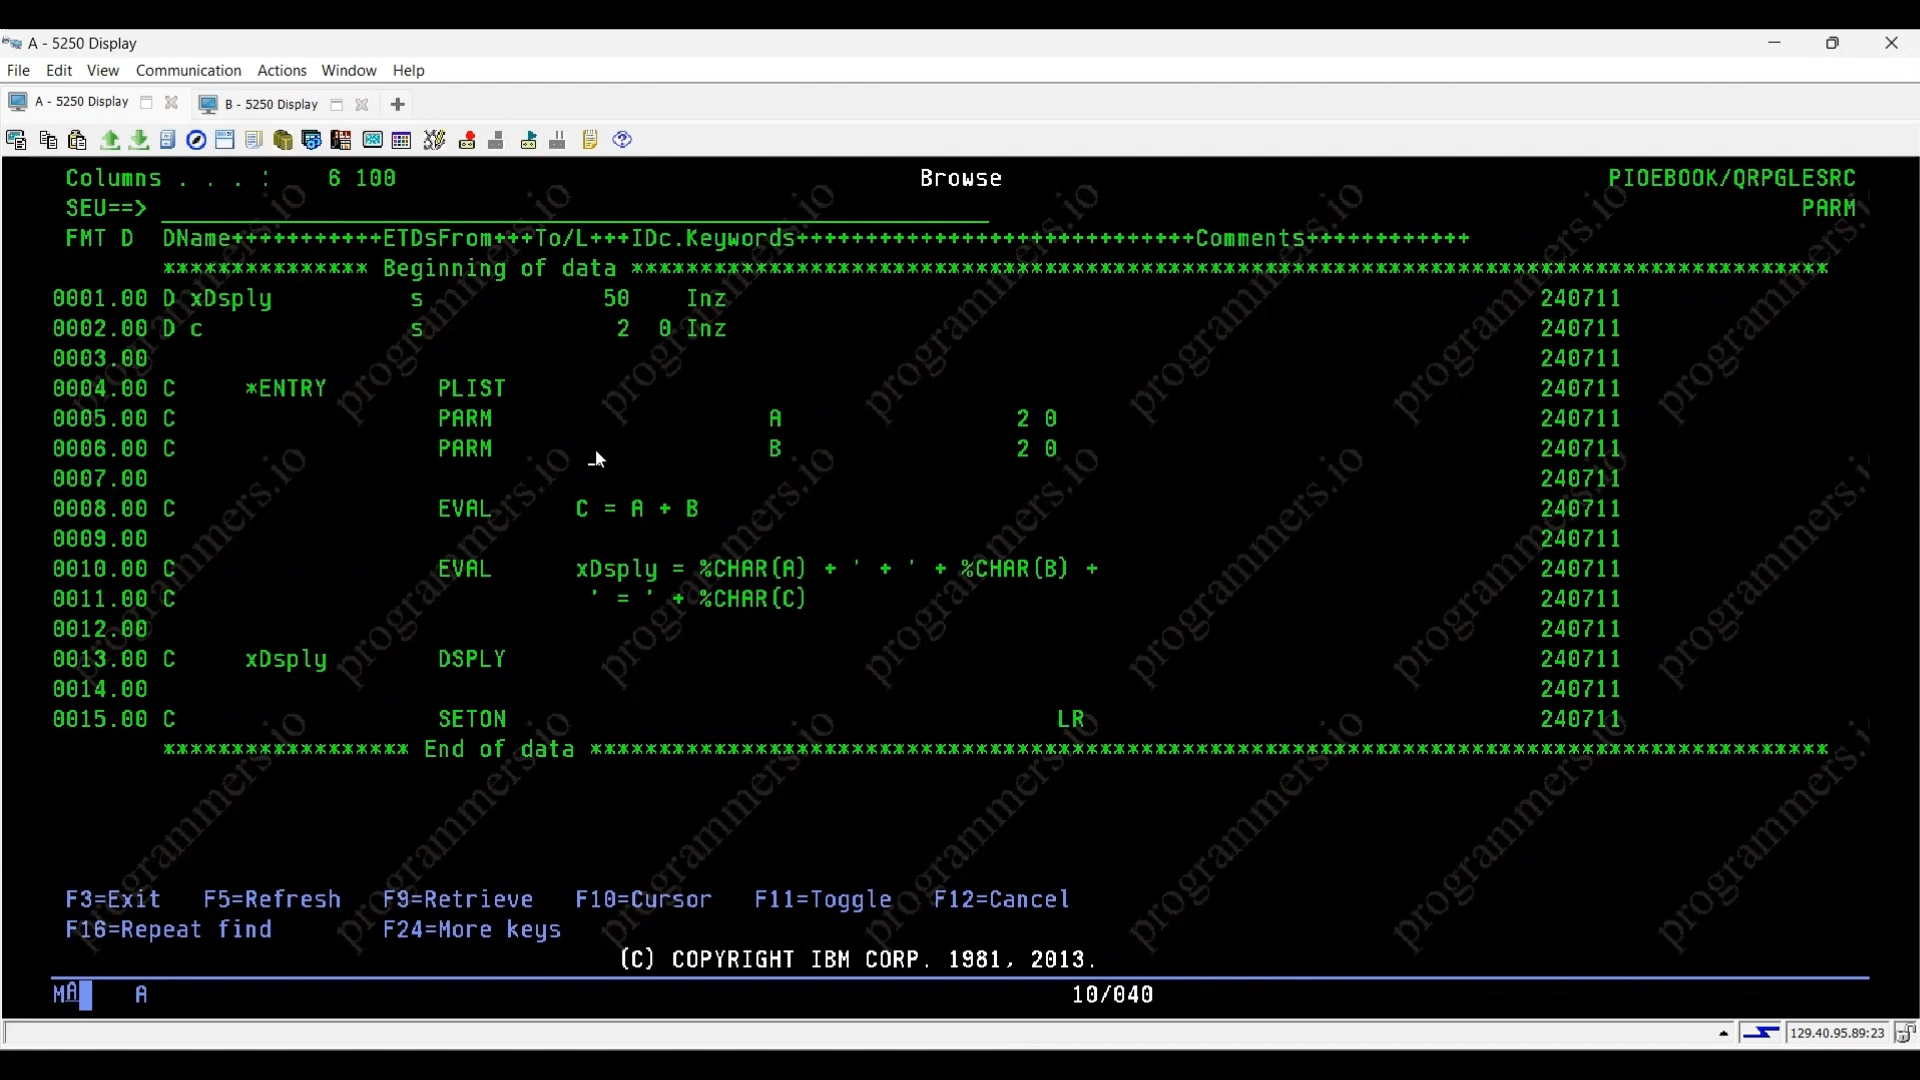 A - 5250 Display
File Edit View Communication Actions Window Help
A - 5250 Display B - 5250 Display
Columns . . . : 6 100 Browse PIOEBOOK/QRPGLESRC
SEU==> PARM
FMT D DName+++++++++++ETDsFrom+++To/L+++IDc.Keywords+++++++++++++++++++++++++++++Comments++++++++++++
*************** Beginning of data ***************************************************************************************
0001.00 D xDsply s 50 Inz 240711
0002.00 D c s 2 0 Inz 240711
0003.00 240711
0004.00 C *ENTRY PLIST 240711
0005.00 C PARM A 2 0 240711
0006.00 C PARM B 2 0 240711
0007.00 240711
0008.00 C EVAL C = A + B 240711
0009.00 240711
0010.00 C EVAL xDsply = %CHAR(A) + ' + ' + %CHAR(B) + 240711
0011.00 C ' = ' + %CHAR(C) 240711
0012.00 240711
0013.00 C xDsply DSPLY 240711
0014.00 240711
0015.00 C SETON LR 240711
****************** End of data ******************************************************************************************
F3=Exit F5=Refresh F9=Retrieve F10=Cursor F11=Toggle F12=Cancel
F16=Repeat find F24=More keys
(C) COPYRIGHT IBM CORP. 1981, 2013.
MA A 10/040
129.40.95.89:23
programmers.io